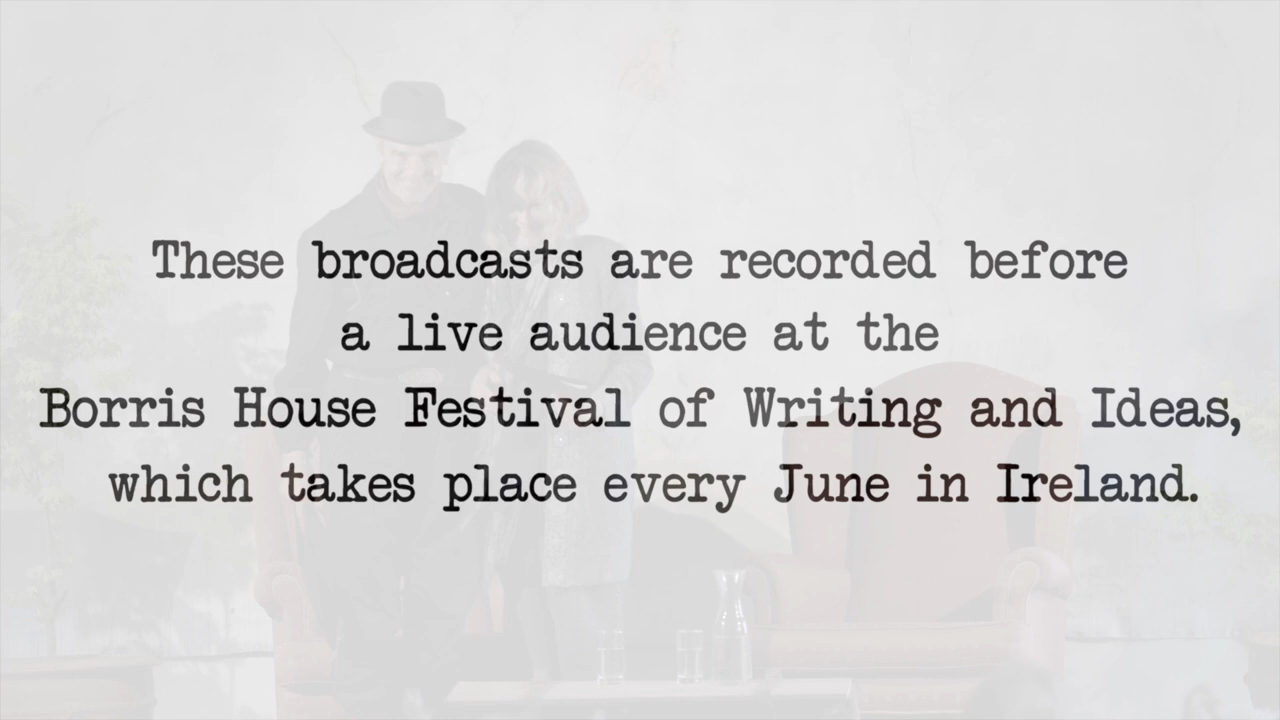 These broadcasts are recorded before
a live audience at the
Borris House Festival of Writing and Ideas,
which takes place every June in Ireland.